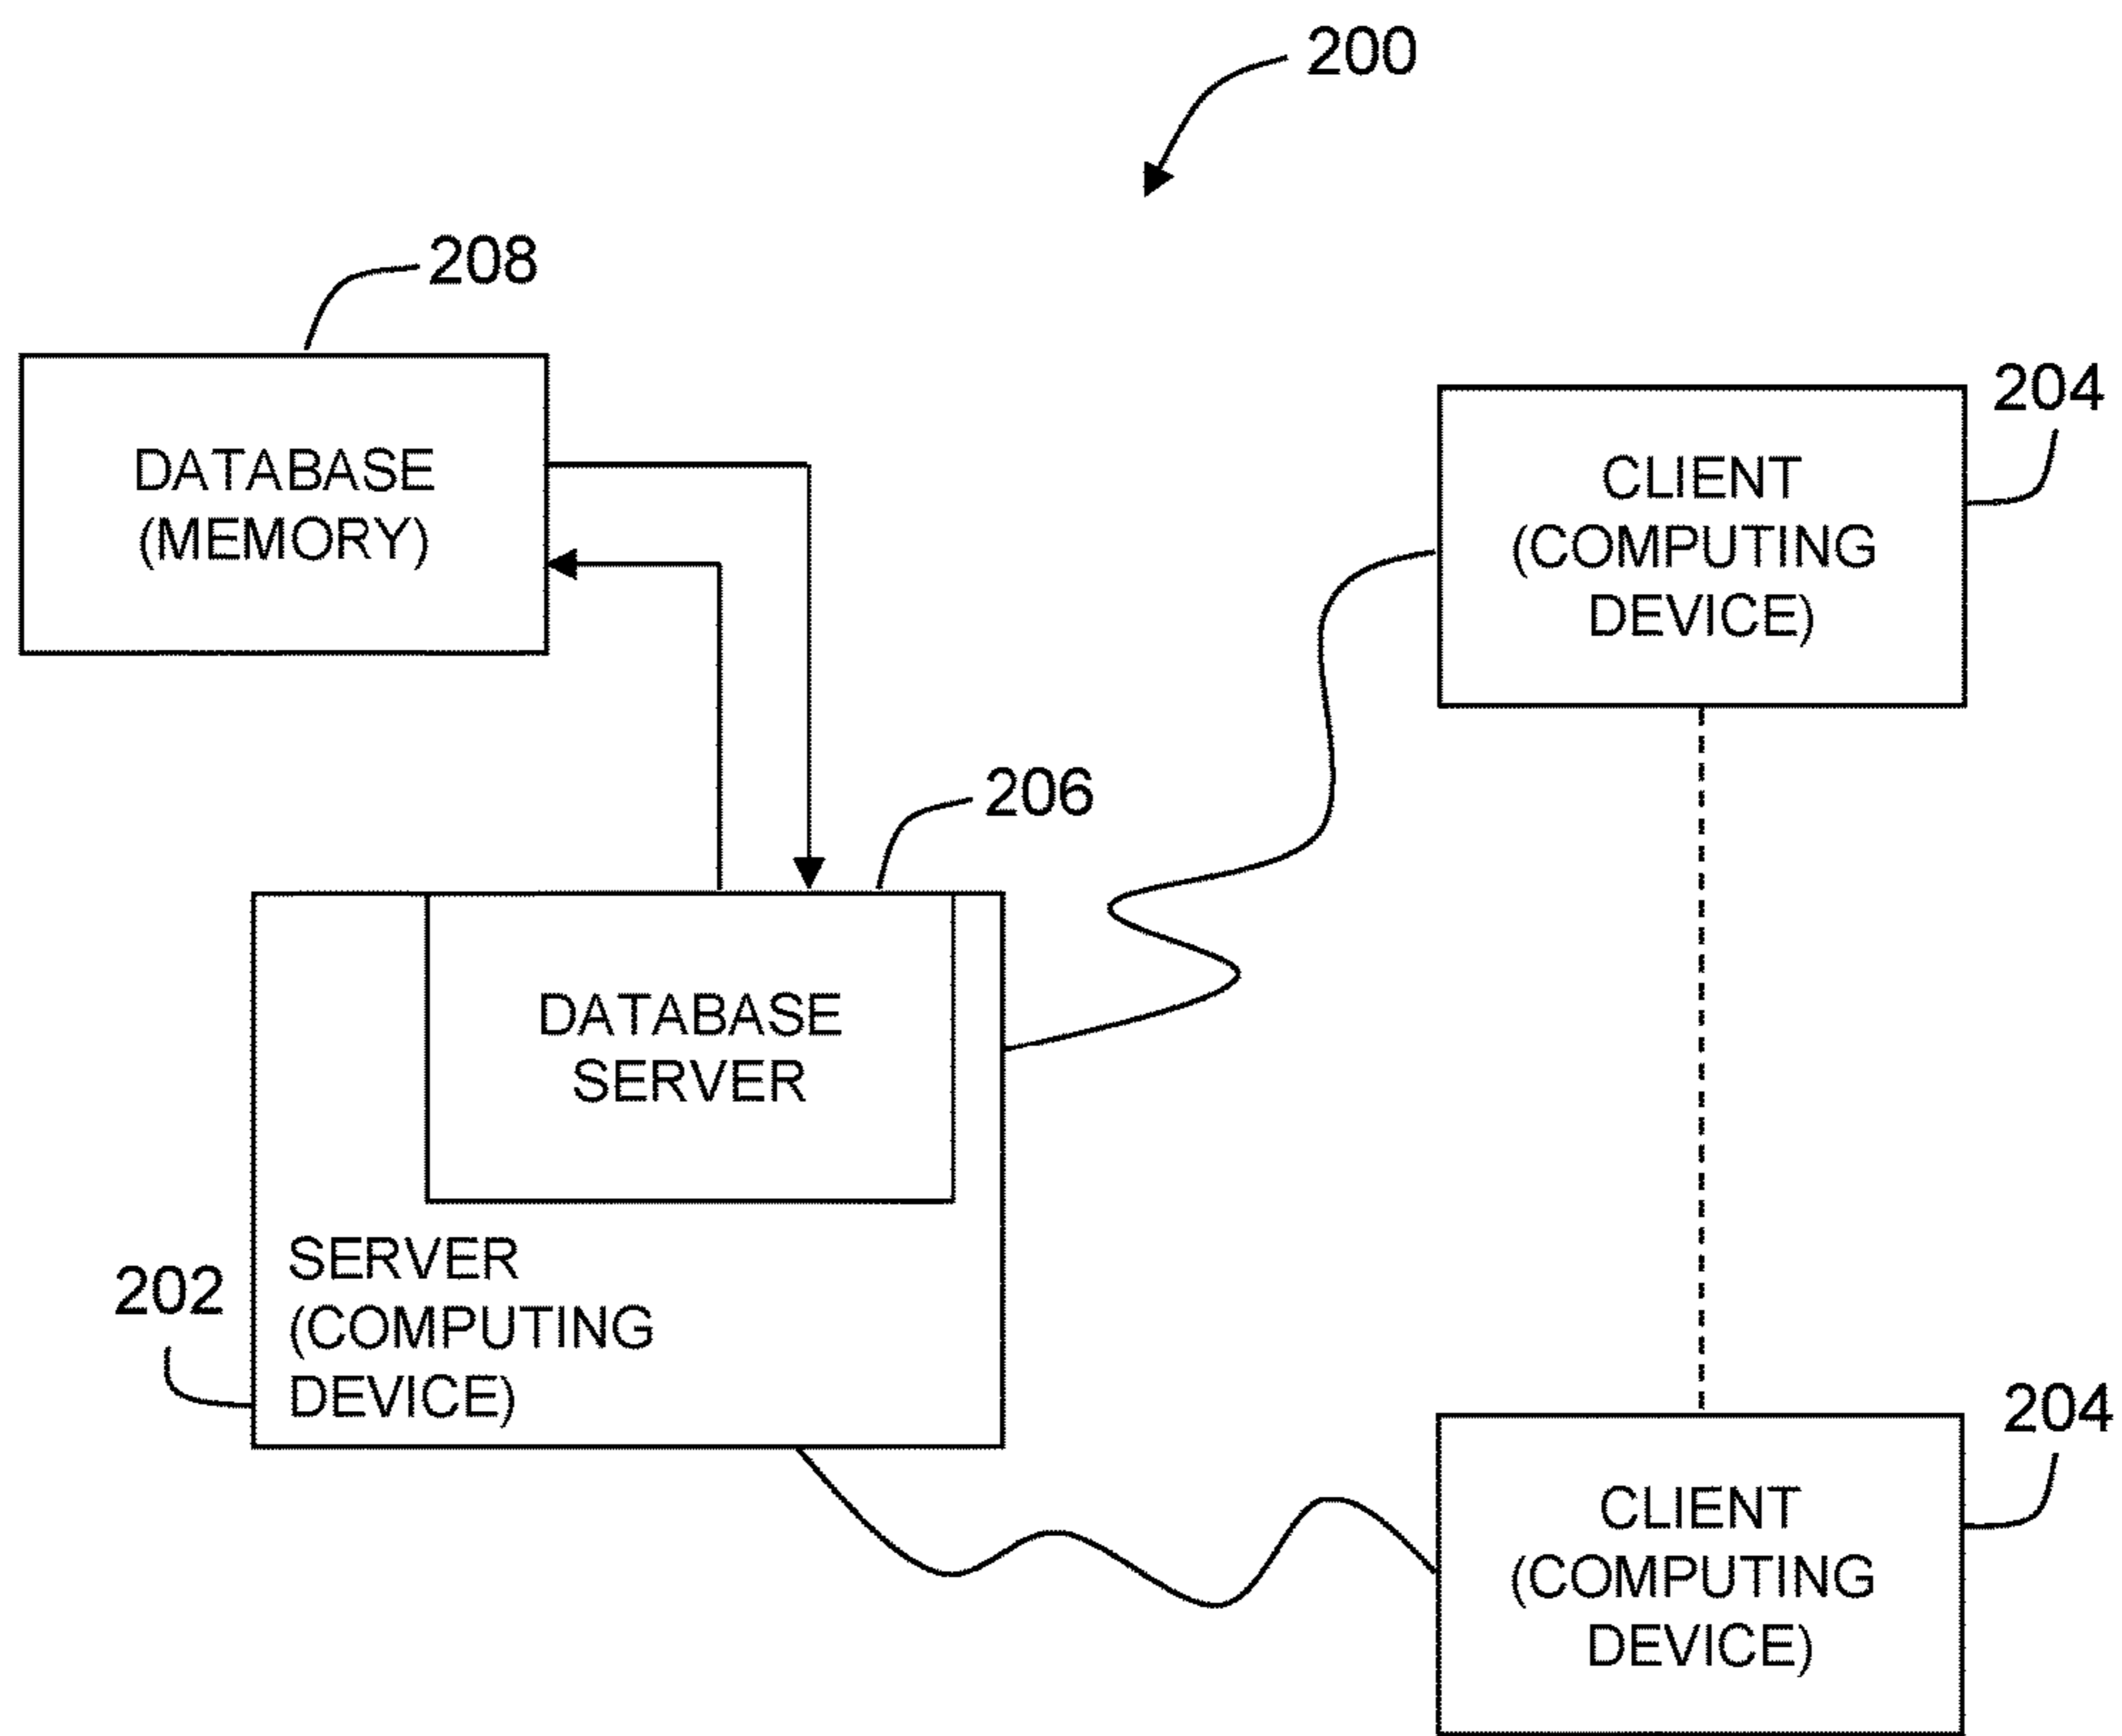 200
208
DATABASE
(MEMORY)
204
CLIENT
(COMPUTING
DEVICE)
206
DATABASE
SERVER
202
SERVER
(COMPUTING
DEVICE)
204
CLIENT
(COMPUTING
DEVICE)